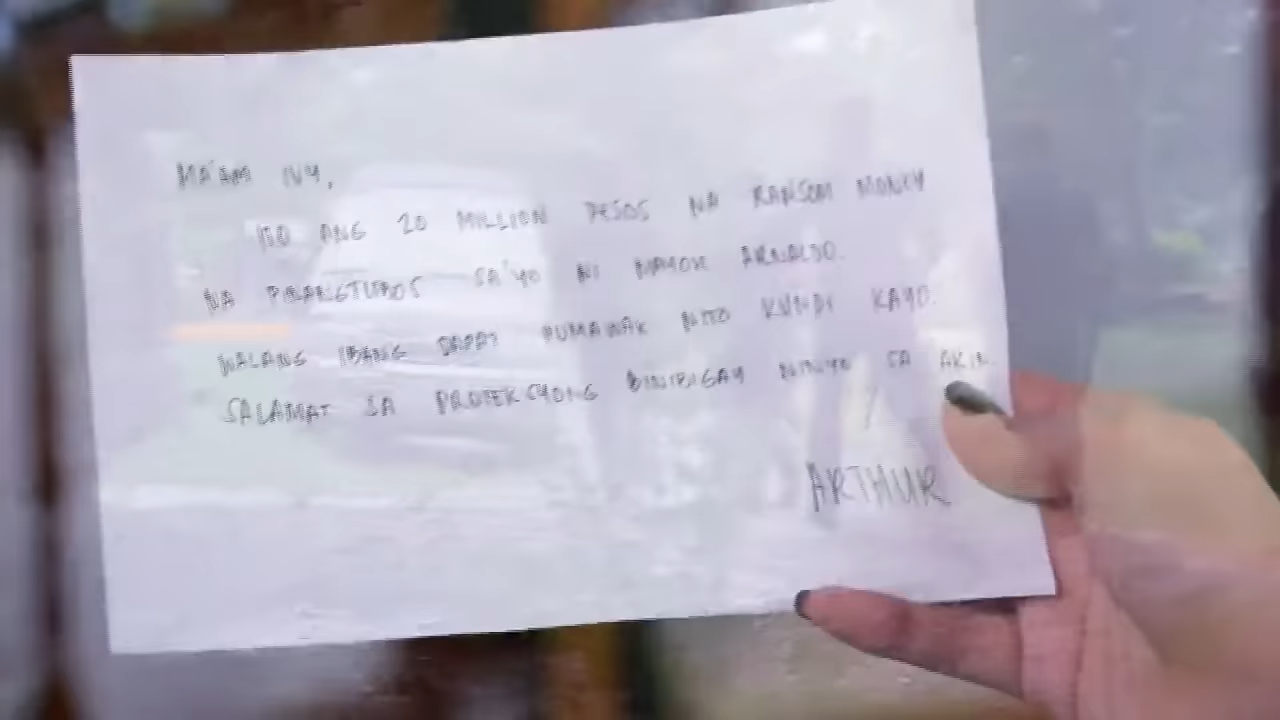 MA'AM IVY,
ITO ANG 20 MILLION PESOS NA RANSOM MONEY
NA PINANGTUBOS SA'YO NI MAYOR ARNALDO.
WALANG IBANG DAPAT HUMAWAK NITO KUNDI KAYO.
SALAMAT SA PROTEKSYONG BINIBIGAY NINYO SA AKIN.
ARTHUR